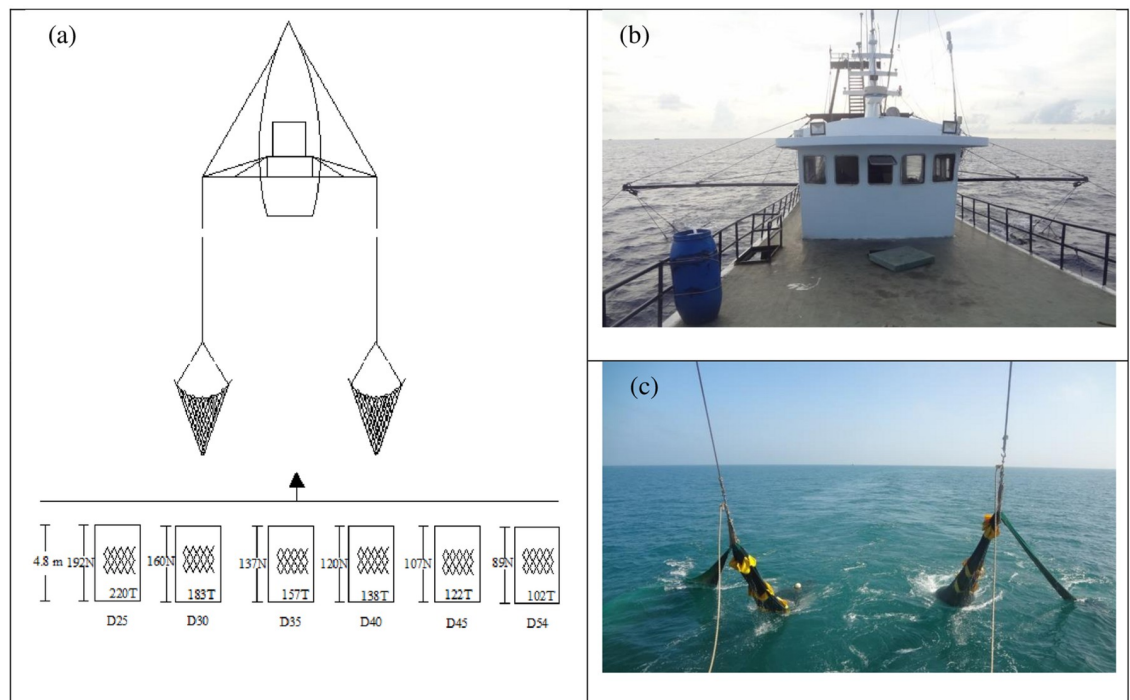 (a)
(b)
(c)
4.8 m 192N 160N 137N 120N 107N 89N
220T 183T 157T 138T 122T 102T
D25 D30 D35 D40 D45 D54